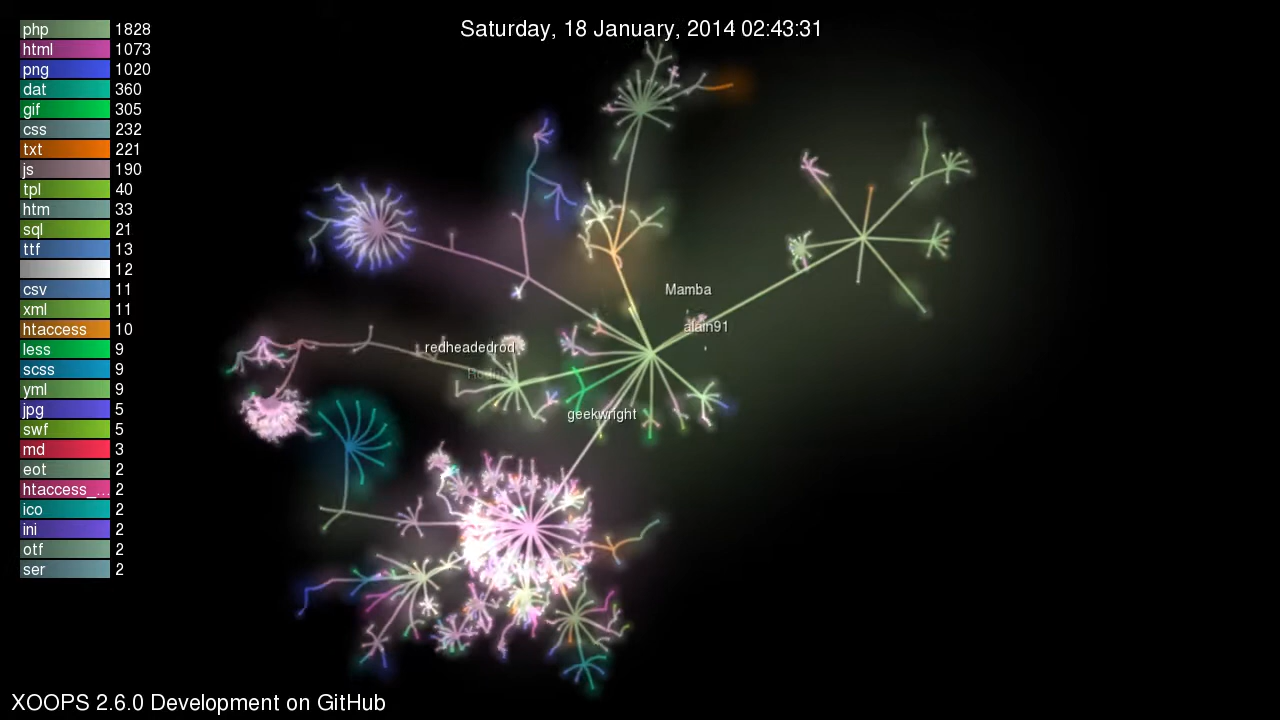 Saturday, 18 January, 2014 02:43:31
php 1828
html 1073
png 1020
dat 360
gif 305
css 232
txt 221
js 190
tpl 40
htm 33
sql 21
ttf 13
12
csv 11
xml 11
htaccess 10
less 9
scss 9
yml 9
jpg 5
swf 5
md 3
eot 2
htaccess_... 2
ico 2
ini 2
otf 2
ser 2
Mamba
alain91
redheadedrod
geekwright
XOOPS 2.6.0 Development on GitHub